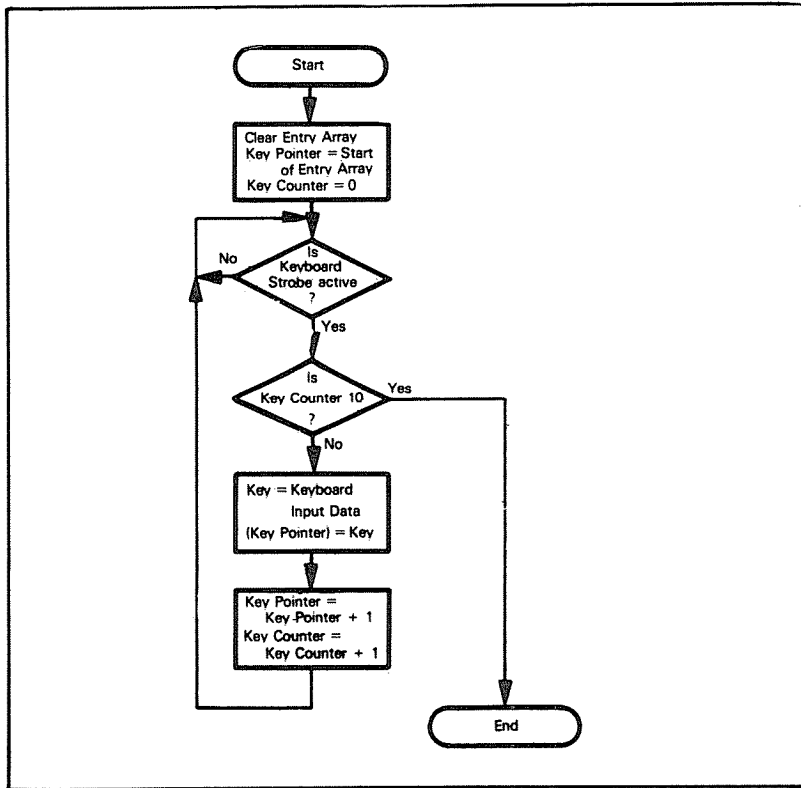 Start
Clear Entry Array
Key Pointer = Start
of Entry Array
Key Counter = 0
Is
Keyboard
Strobe active
?
No
Yes
Is
Key Counter 10
?
Yes
No
Key = Keyboard
Input Data
(Key Pointer) = Key
Key Pointer =
Key Pointer + 1
Key Counter =
Key Counter + 1
End